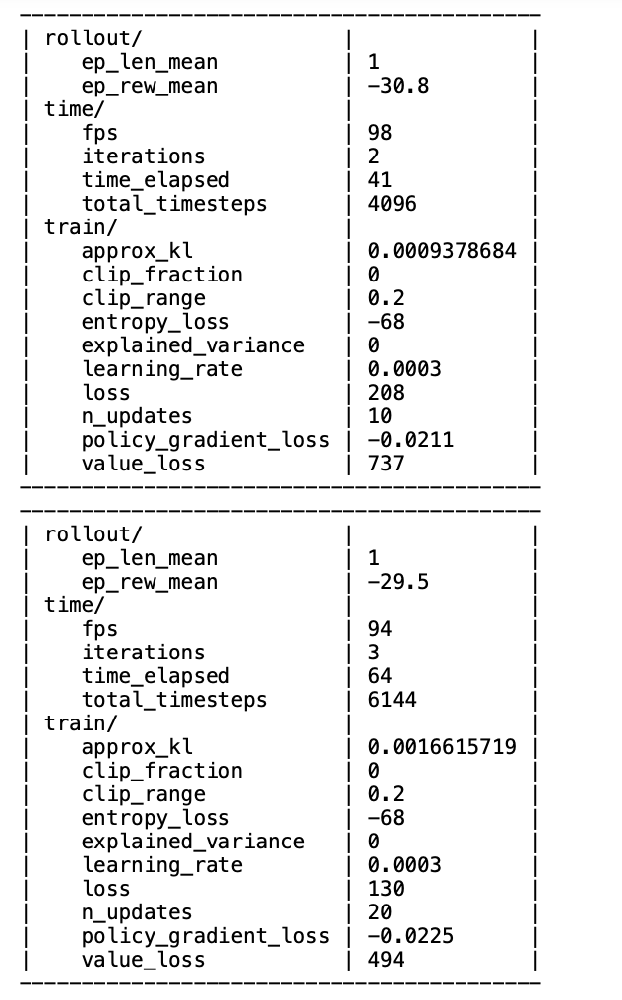 ----------------------------------------
| rollout/                |              |
|    ep_len_mean          | 1            |
|    ep_rew_mean          | -30.8        |
| time/                   |              |
|    fps                  | 98           |
|    iterations           | 2            |
|    time_elapsed         | 41           |
|    total_timesteps      | 4096         |
| train/                  |              |
|    approx_kl            | 0.0009378684 |
|    clip_fraction        | 0            |
|    clip_range           | 0.2          |
|    entropy_loss         | -68          |
|    explained_variance   | 0            |
|    learning_rate        | 0.0003       |
|    loss                 | 208          |
|    n_updates            | 10           |
|    policy_gradient_loss | -0.0211      |
|    value_loss           | 737          |
----------------------------------------
----------------------------------------
| rollout/                |              |
|    ep_len_mean          | 1            |
|    ep_rew_mean          | -29.5        |
| time/                   |              |
|    fps                  | 94           |
|    iterations           | 3            |
|    time_elapsed         | 64           |
|    total_timesteps      | 6144         |
| train/                  |              |
|    approx_kl            | 0.0016615719 |
|    clip_fraction        | 0            |
|    clip_range           | 0.2          |
|    entropy_loss         | -68          |
|    explained_variance   | 0            |
|    learning_rate        | 0.0003       |
|    loss                 | 130          |
|    n_updates            | 20           |
|    policy_gradient_loss | -0.0225      |
|    value_loss           | 494          |
----------------------------------------